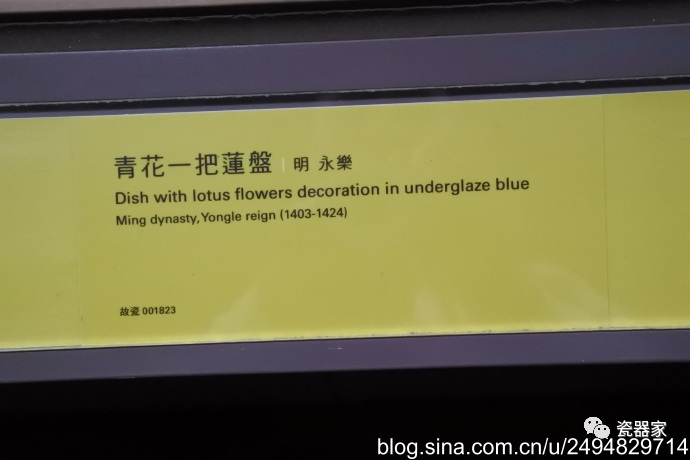 青花一把蓮盤 | 明 永樂
Dish with lotus flowers decoration in underglaze blue
Ming dynasty, Yongle reign (1403-1424)
故瓷 001823
瓷器家
blog.sina.com.cn/u/2494829714